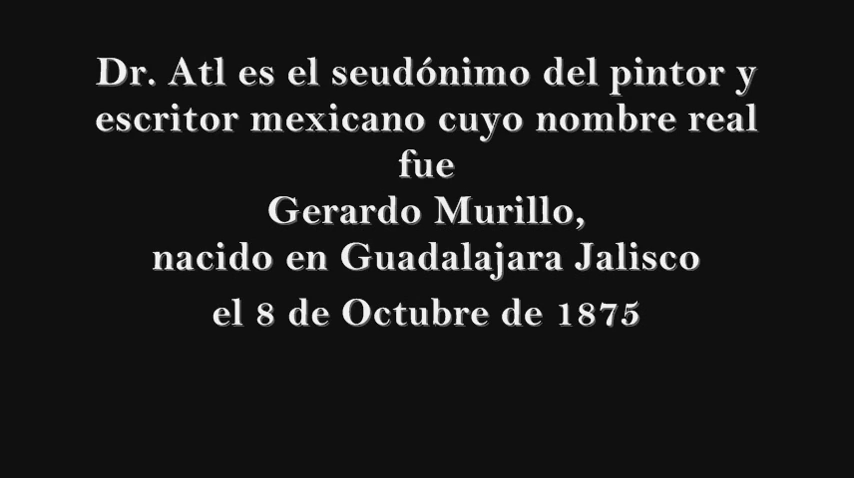 Dr. Atl es el seudónimo del pintor y
escritor mexicano cuyo nombre real
fue
Gerardo Murillo,
nacido en Guadalajara Jalisco
el 8 de Octubre de 1875